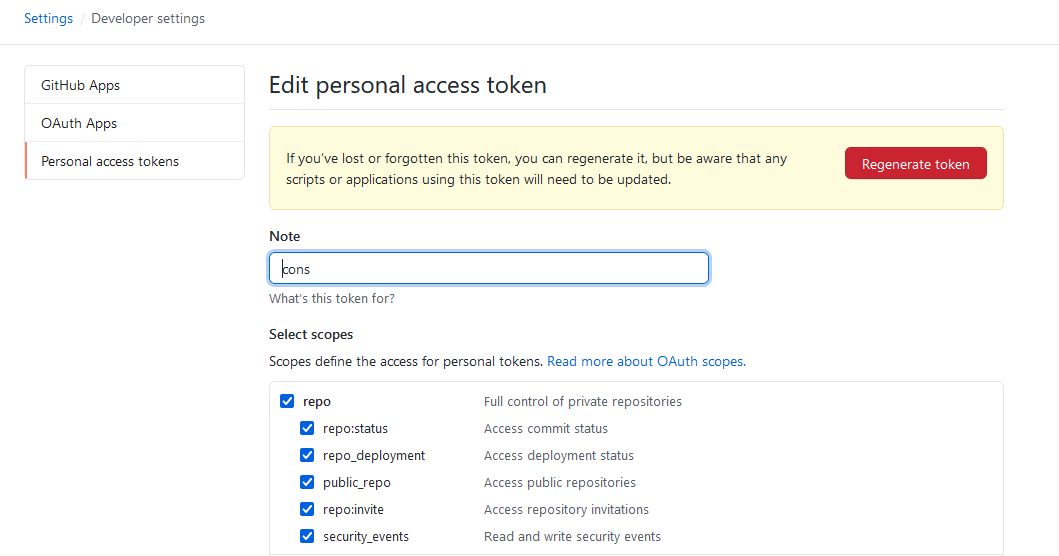 Settings / Developer settings
GitHub Apps
OAuth Apps
Personal access tokens
Edit personal access token
If you've lost or forgotten this token, you can regenerate it, but be aware that any
scripts or applications using this token will need to be updated.
Regenerate token
Note
cons
What's this token for?
Select scopes
Scopes define the access for personal tokens. Read more about OAuth scopes.
repo Full control of private repositories
repo:status Access commit status
repo_deployment Access deployment status
public_repo Access public repositories
repo:invite Access repository invitations
security_events Read and write security events